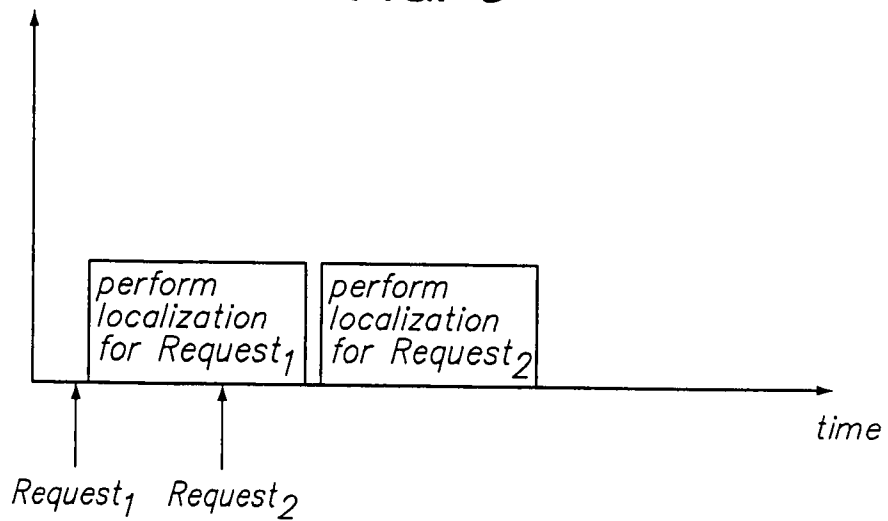 perform
localization
for Request₁
perform
localization
for Request₂
time
Request₁
Request₂